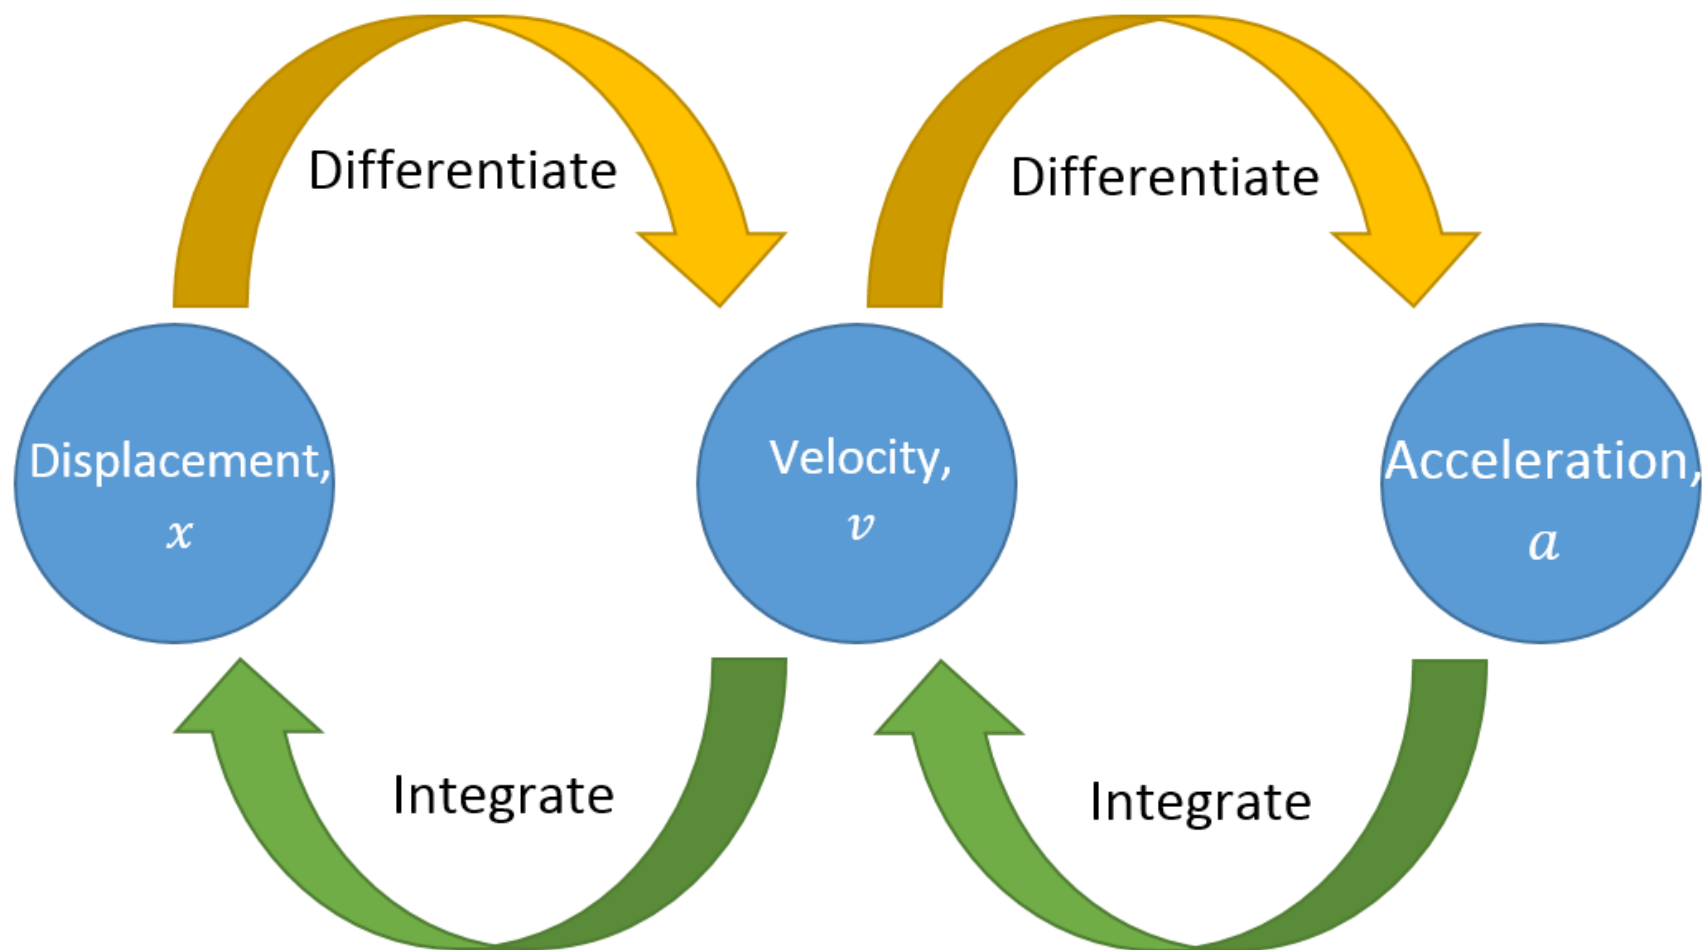 Differentiate
Differentiate
Displacement,
x
Velocity,
v
Acceleration,
a
Integrate
Integrate